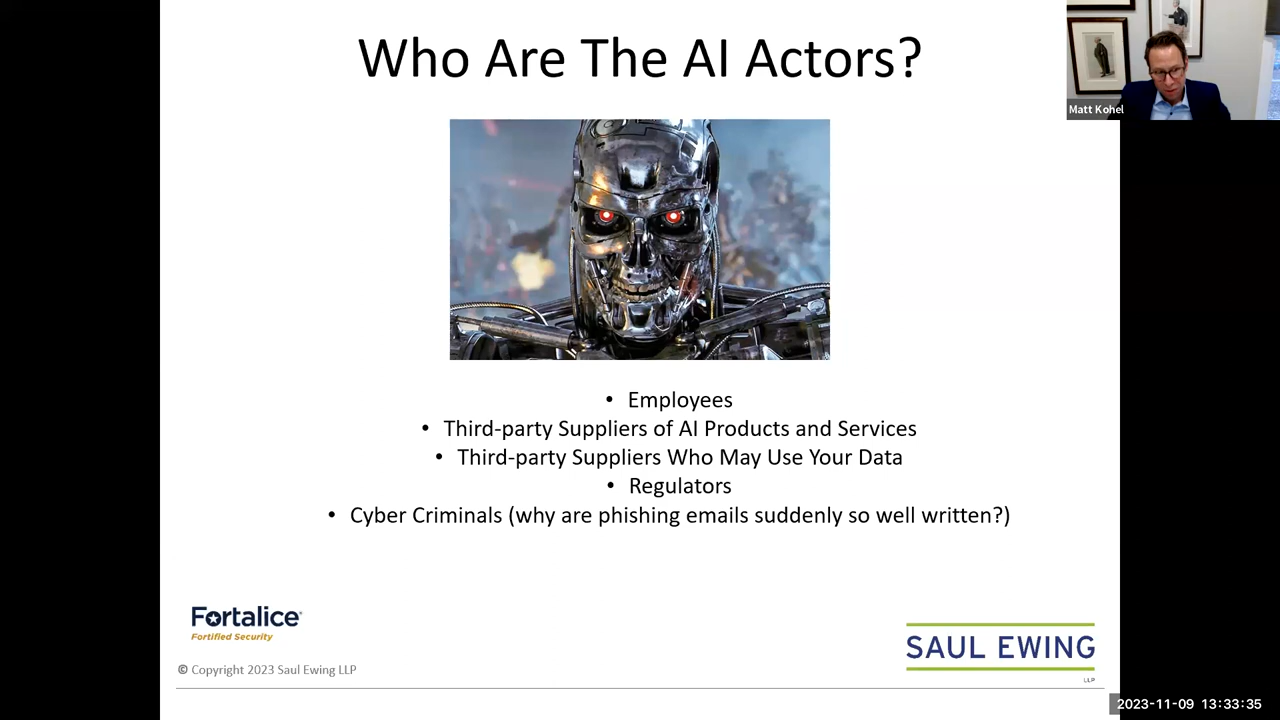 Who Are The AI Actors?
Matt Kohel
• Employees
• Third-party Suppliers of AI Products and Services
• Third-party Suppliers Who May Use Your Data
• Regulators
• Cyber Criminals (why are phishing emails suddenly so well written?)
Fortalice
Fortified Security
SAUL EWING
LLP
© Copyright 2023 Saul Ewing LLP
2023-11-09 13:33:35